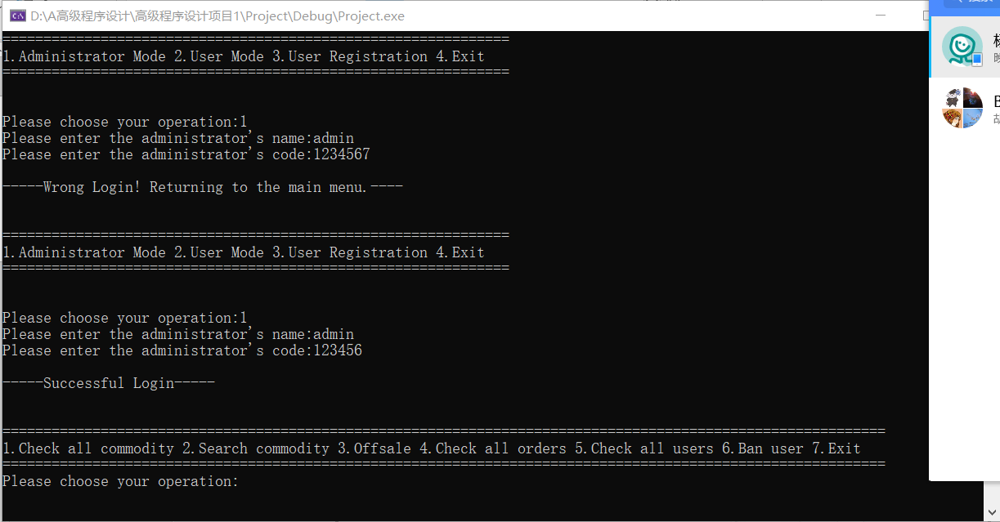 D:\A高级程序设计\高级程序设计项目1\Project\Debug\Project.exe
==============================================================
1.Administrator Mode 2.User Mode 3.User Registration 4.Exit
==============================================================
Please choose your operation:1
Please enter the administrator's name:admin
Please enter the administrator's code:1234567
-----Wrong Login! Returning to the main menu.----
==============================================================
1.Administrator Mode 2.User Mode 3.User Registration 4.Exit
==============================================================
Please choose your operation:1
Please enter the administrator's name:admin
Please enter the administrator's code:123456
-----Successful Login-----
============================================================================================================
1.Check all commodity 2.Search commodity 3.Offsale 4.Check all orders 5.Check all users 6.Ban user 7.Exit
============================================================================================================
Please choose your operation: